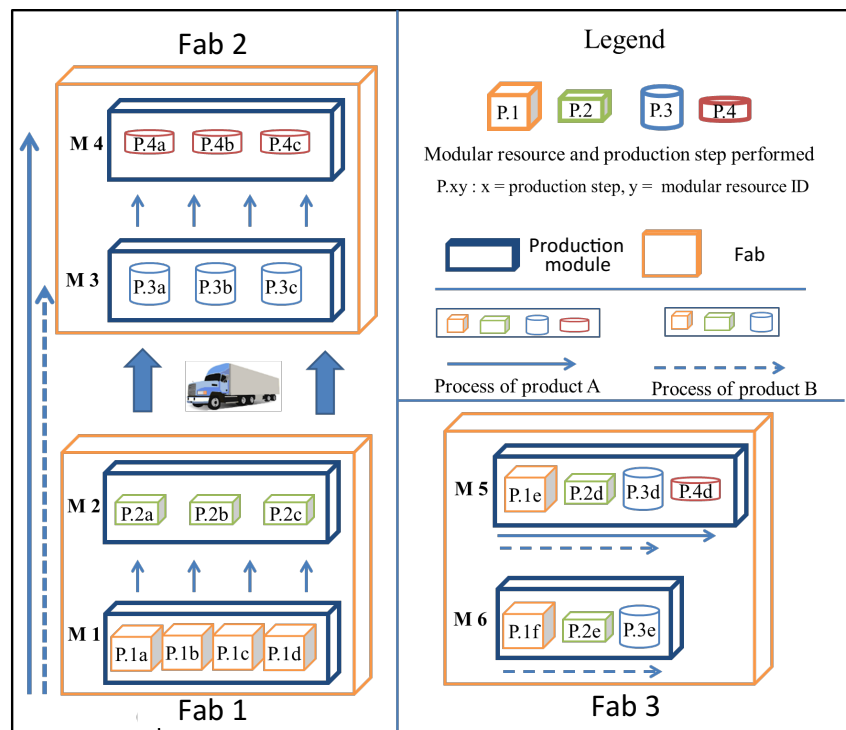 Fab 2
M 4
P.4a P.4b P.4c
M 3
P.3a P.3b P.3c
M 2
P.2a P.2b P.2c
M 1
P.1a P.1b P.1c P.1d
Fab 1
Legend
P.1 P.2 P.3 P.4
Modular resource and production step performed
P.xy : x = production step, y = modular resource ID
Production
module
Fab
Process of product A
Process of product B
M 5
P.1e P.2d P.3d P.4d
M 6
P.1f P.2e P.3e
Fab 3